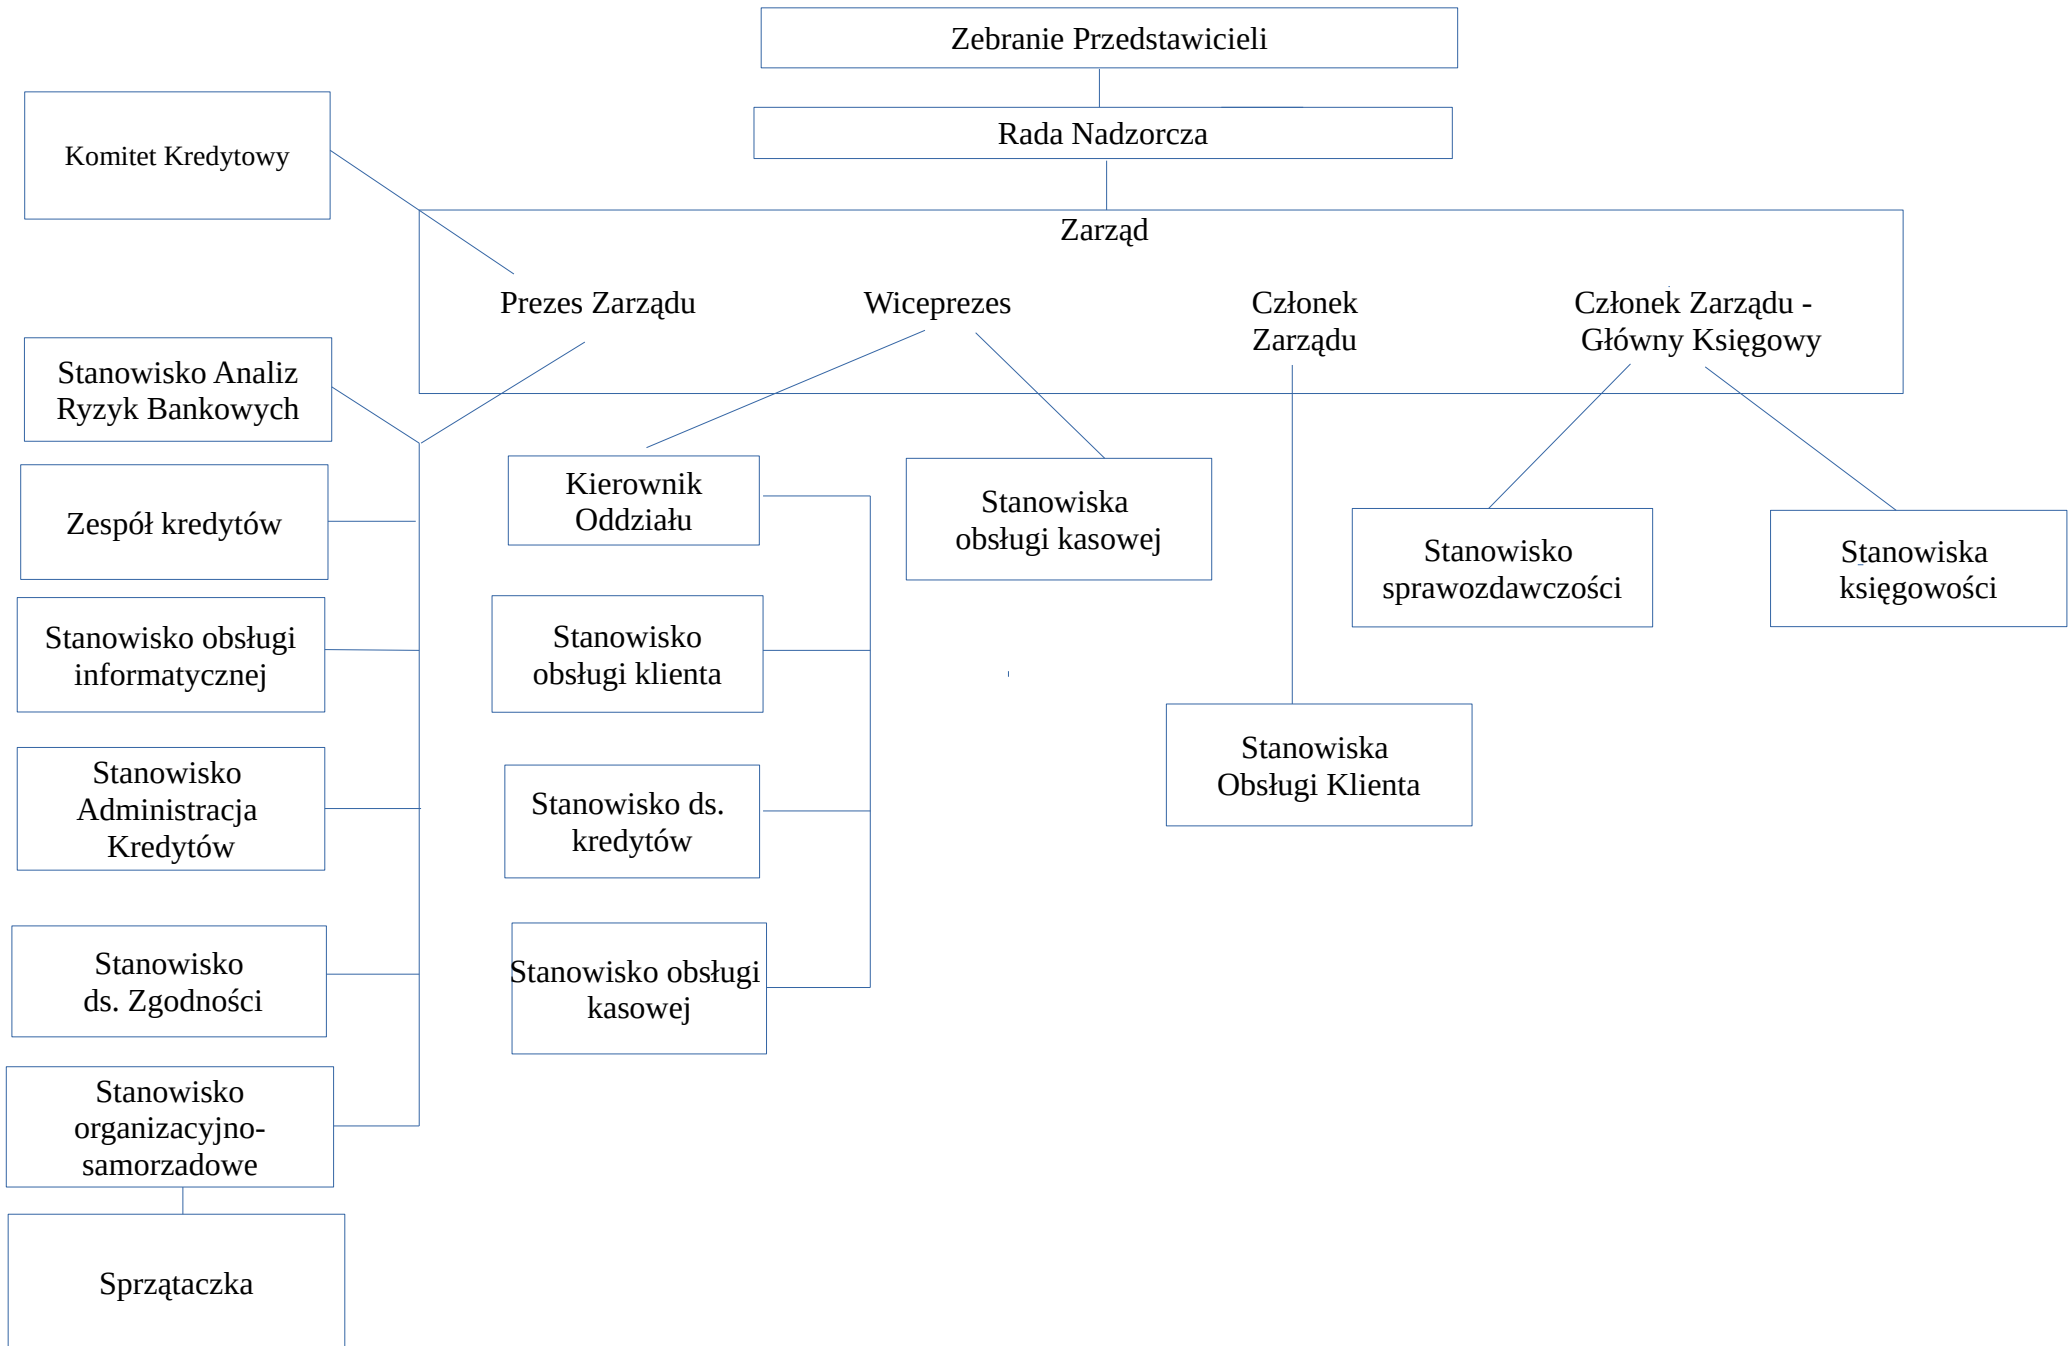 Zebranie Przedstawicieli
Rada Nadzorcza
Komitet Kredytowy
Zarząd
Prezes Zarządu
Wiceprezes
Członek
Zarządu
Członek Zarządu -
Główny Księgowy
Stanowisko Analiz
Ryzyk Bankowych
Zespół kredytów
Stanowisko obsługi
informatycznej
Stanowisko
Administracja
Kredytów
Stanowisko
ds. Zgodności
Stanowisko
organizacyjno-
samorzadowe
Sprzątaczka
Kierownik
Oddziału
Stanowisko
obsługi klienta
Stanowisko ds.
kredytów
Stanowisko obsługi
kasowej
Stanowiska
obsługi kasowej
Stanowiska
Obsługi Klienta
Stanowisko
sprawozdawczości
Stanowiska
księgowości